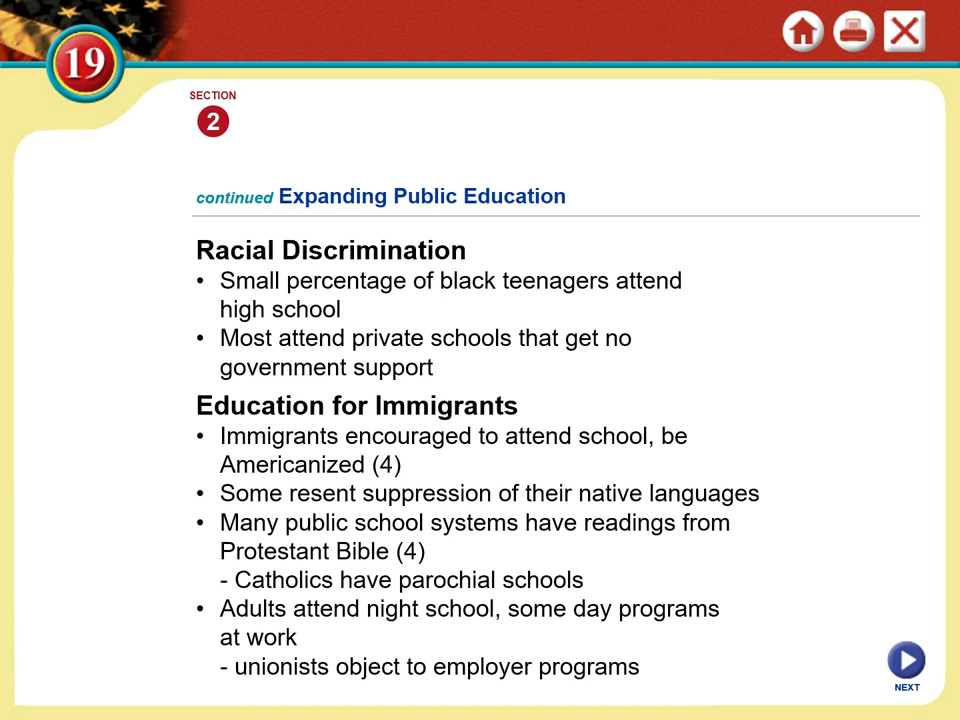 19
SECTION
2
continued Expanding Public Education
Racial Discrimination
• Small percentage of black teenagers attend
high school
• Most attend private schools that get no
government support
Education for Immigrants
• Immigrants encouraged to attend school, be
Americanized (4)
• Some resent suppression of their native languages
• Many public school systems have readings from
Protestant Bible (4)
- Catholics have parochial schools
• Adults attend night school, some day programs
at work
- unionists object to employer programs
NEXT